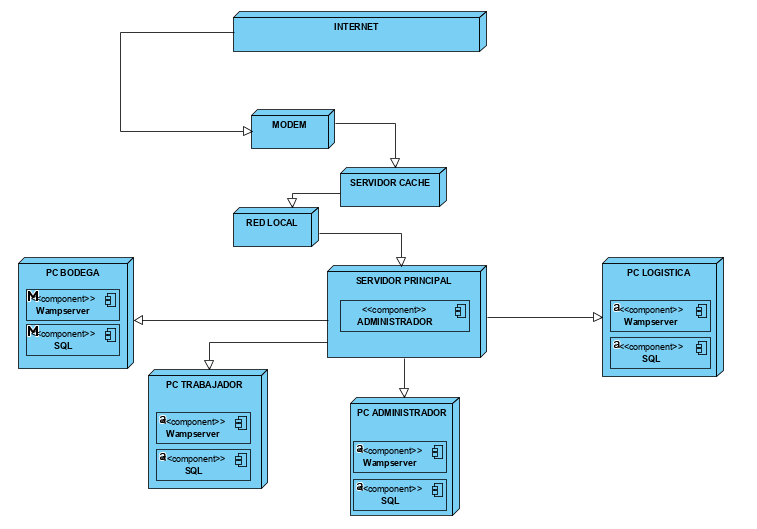 INTERNET
MODEM
SERVIDOR CACHE
RED LOCAL
PC BODEGA
M<component>>
Wampserver
M<component>>
SQL
SERVIDOR PRINCIPAL
<<component>>
ADMINISTRADOR
PC LOGISTICA
a<<component>>
Wampserver
a<<component>>
SQL
PC TRABAJADOR
a<component>>
Wampserver
a<component>>
SQL
PC ADMINISTRADOR
a<component>>
Wampserver
a<component>>
SQL